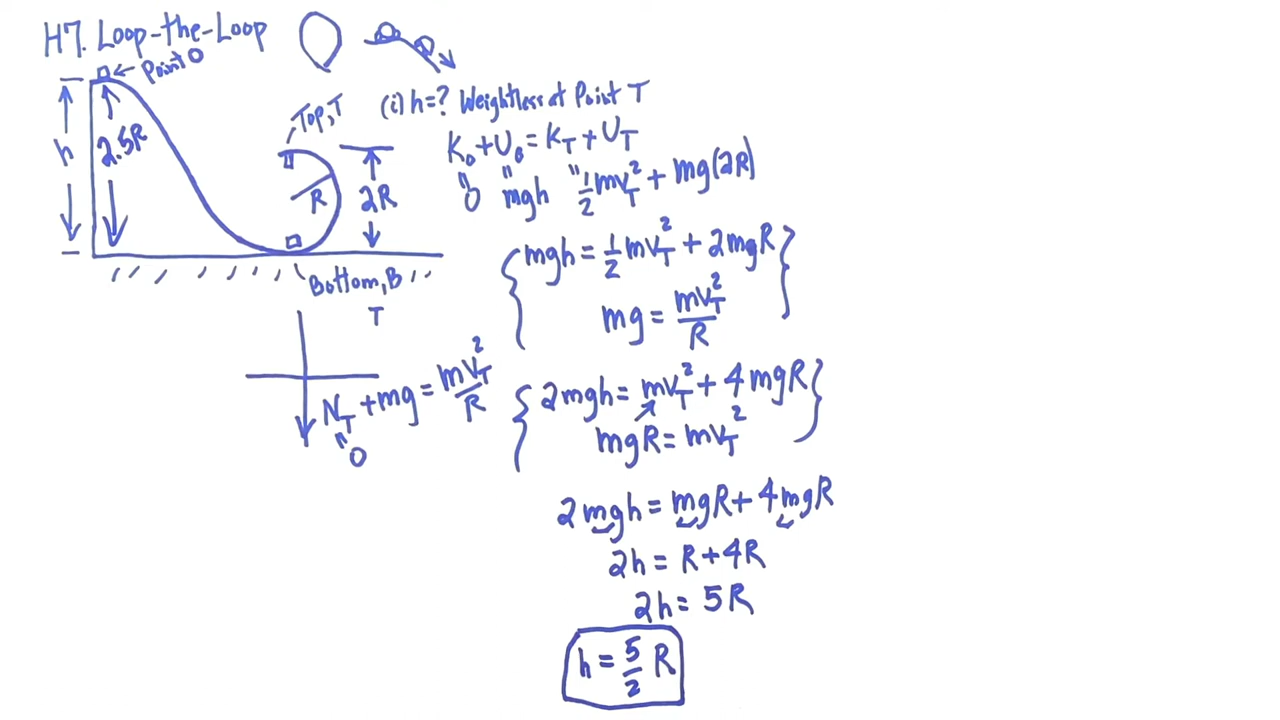 H7. Loop-the-Loop
Point O
h
2.5R
Top, T
R
2R
Bottom, B
(i) h=? Weightless at Point T
K₀+U₀ = K_T + U_T
0 mgh ½mv_T² + mg(2R)
mgh = ½mv_T² + 2mgR
mg = mv_T²/R
T
N_T + mg = mv_T²/R
0
2mgh = mv_T² + 4mgR
mgR = mv_T²
2mgh = mgR + 4mgR
2h = R + 4R
2h = 5R
h = 5/2 R